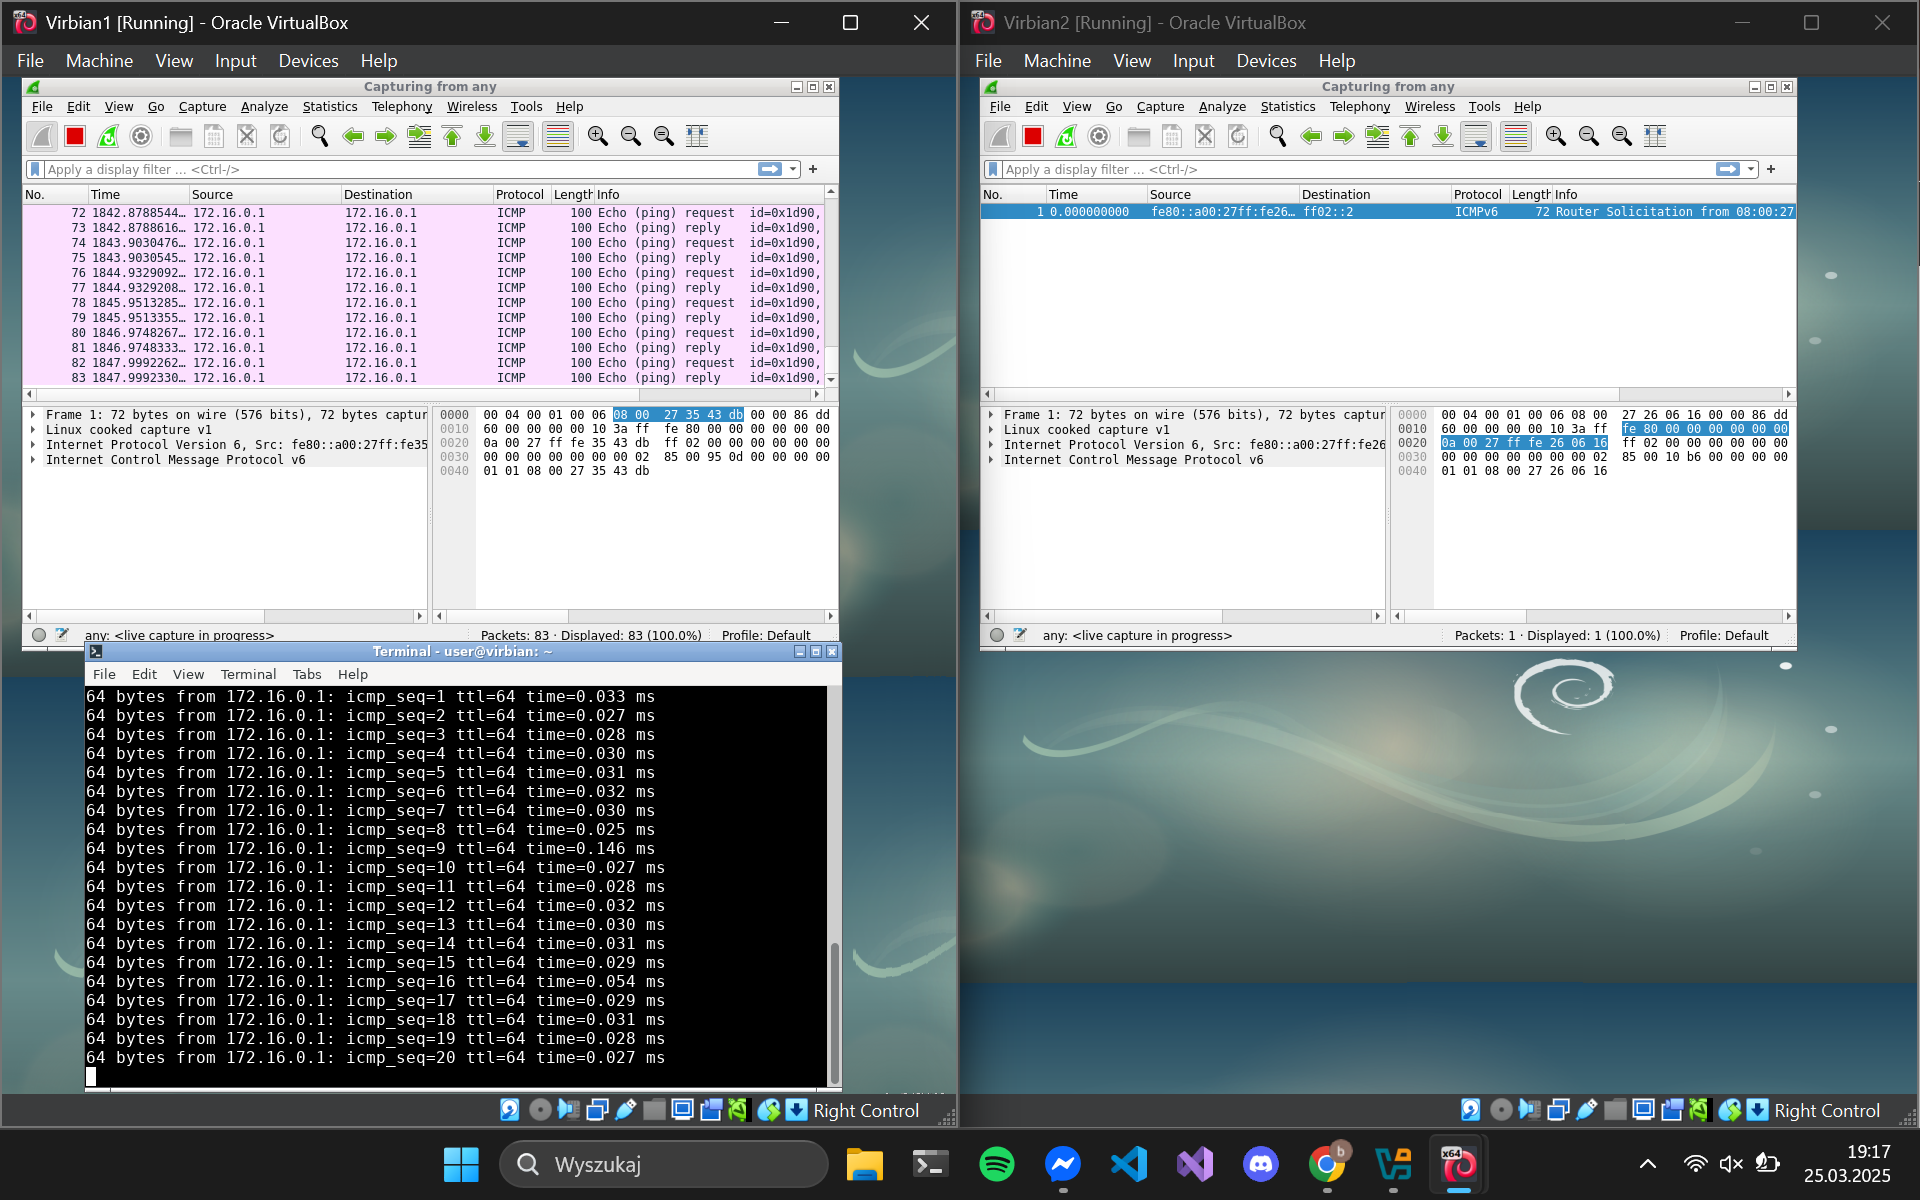 Virbian1 [Running] - Oracle VirtualBox
File Machine View Input Devices Help
Capturing from any
File Edit View Go Capture Analyze Statistics Telephony Wireless Tools Help
Apply a display filter ... <Ctrl-/>
No. Time Source Destination Protocol Length Info
72 1842.8788544… 172.16.0.1 172.16.0.1 ICMP 100 Echo (ping) request id=0x1d90,
73 1842.8788616… 172.16.0.1 172.16.0.1 ICMP 100 Echo (ping) reply id=0x1d90,
74 1843.9030476… 172.16.0.1 172.16.0.1 ICMP 100 Echo (ping) request id=0x1d90,
75 1843.9030545… 172.16.0.1 172.16.0.1 ICMP 100 Echo (ping) reply id=0x1d90,
76 1844.9329092… 172.16.0.1 172.16.0.1 ICMP 100 Echo (ping) request id=0x1d90,
77 1844.9329208… 172.16.0.1 172.16.0.1 ICMP 100 Echo (ping) reply id=0x1d90,
78 1845.9513285… 172.16.0.1 172.16.0.1 ICMP 100 Echo (ping) request id=0x1d90,
79 1845.9513355… 172.16.0.1 172.16.0.1 ICMP 100 Echo (ping) reply id=0x1d90,
80 1846.9748267… 172.16.0.1 172.16.0.1 ICMP 100 Echo (ping) request id=0x1d90,
81 1846.9748333… 172.16.0.1 172.16.0.1 ICMP 100 Echo (ping) reply id=0x1d90,
82 1847.9992262… 172.16.0.1 172.16.0.1 ICMP 100 Echo (ping) request id=0x1d90,
83 1847.9992330… 172.16.0.1 172.16.0.1 ICMP 100 Echo (ping) reply id=0x1d90,
Frame 1: 72 bytes on wire (576 bits), 72 bytes captur
Linux cooked capture v1
Internet Protocol Version 6, Src: fe80::a00:27ff:fe35
Internet Control Message Protocol v6
0000 00 04 00 01 00 06 08 00 27 35 43 db 00 00 86 dd
0010 60 00 00 00 00 10 3a ff fe 80 00 00 00 00 00 00
0020 0a 00 27 ff fe 35 43 db ff 02 00 00 00 00 00 00
0030 00 00 00 00 00 00 00 02 85 00 95 0d 00 00 00 00
0040 01 01 08 00 27 35 43 db
any: <live capture in progress> Packets: 83 · Displayed: 83 (100.0%) Profile: Default
Terminal - user@virbian: ~
File Edit View Terminal Tabs Help
64 bytes from 172.16.0.1: icmp_seq=1 ttl=64 time=0.033 ms
64 bytes from 172.16.0.1: icmp_seq=2 ttl=64 time=0.027 ms
64 bytes from 172.16.0.1: icmp_seq=3 ttl=64 time=0.028 ms
64 bytes from 172.16.0.1: icmp_seq=4 ttl=64 time=0.030 ms
64 bytes from 172.16.0.1: icmp_seq=5 ttl=64 time=0.031 ms
64 bytes from 172.16.0.1: icmp_seq=6 ttl=64 time=0.032 ms
64 bytes from 172.16.0.1: icmp_seq=7 ttl=64 time=0.030 ms
64 bytes from 172.16.0.1: icmp_seq=8 ttl=64 time=0.025 ms
64 bytes from 172.16.0.1: icmp_seq=9 ttl=64 time=0.146 ms
64 bytes from 172.16.0.1: icmp_seq=10 ttl=64 time=0.027 ms
64 bytes from 172.16.0.1: icmp_seq=11 ttl=64 time=0.028 ms
64 bytes from 172.16.0.1: icmp_seq=12 ttl=64 time=0.032 ms
64 bytes from 172.16.0.1: icmp_seq=13 ttl=64 time=0.030 ms
64 bytes from 172.16.0.1: icmp_seq=14 ttl=64 time=0.031 ms
64 bytes from 172.16.0.1: icmp_seq=15 ttl=64 time=0.029 ms
64 bytes from 172.16.0.1: icmp_seq=16 ttl=64 time=0.054 ms
64 bytes from 172.16.0.1: icmp_seq=17 ttl=64 time=0.029 ms
64 bytes from 172.16.0.1: icmp_seq=18 ttl=64 time=0.031 ms
64 bytes from 172.16.0.1: icmp_seq=19 ttl=64 time=0.028 ms
64 bytes from 172.16.0.1: icmp_seq=20 ttl=64 time=0.027 ms
Right Control
Virbian2 [Running] - Oracle VirtualBox
File Machine View Input Devices Help
Capturing from any
File Edit View Go Capture Analyze Statistics Telephony Wireless Tools Help
Apply a display filter ... <Ctrl-/>
No. Time Source Destination Protocol Length Info
1 0.000000000 fe80::a00:27ff:fe26… ff02::2 ICMPv6 72 Router Solicitation from 08:00:27
Frame 1: 72 bytes on wire (576 bits), 72 bytes captur
Linux cooked capture v1
Internet Protocol Version 6, Src: fe80::a00:27ff:fe26
Internet Control Message Protocol v6
0000 00 04 00 01 00 06 08 00 27 26 06 16 00 00 86 dd
0010 60 00 00 00 00 10 3a ff fe 80 00 00 00 00 00 00
0020 0a 00 27 ff fe 26 06 16 ff 02 00 00 00 00 00 00
0030 00 00 00 00 00 00 00 02 85 00 10 b6 00 00 00 00
0040 01 01 08 00 27 26 06 16
any: <live capture in progress> Packets: 1 · Displayed: 1 (100.0%) Profile: Default
Right Control
Wyszukaj
b
x64
19:17
25.03.2025